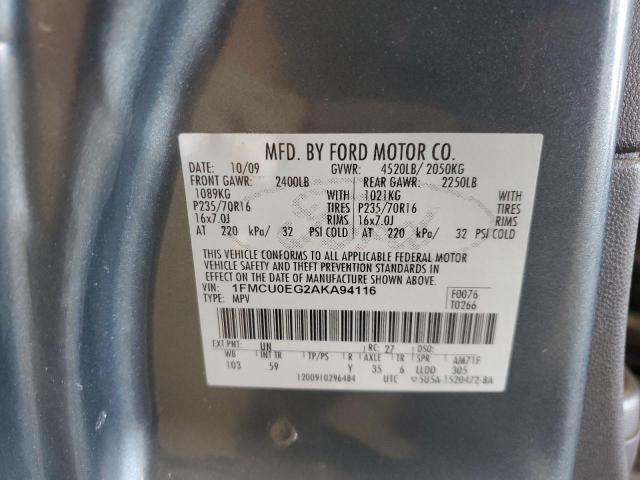 MFD. BY FORD MOTOR CO.
DATE: 10/09 GVWR: 4520LB/ 2050KG
FRONT GAWR: 2400LB REAR GAWR: 2250LB
1089KG WITH 1021KG WITH
P235/70R16 TIRES P235/70R16 TIRES
16x7.0J RIMS 16x7.0J RIMS
AT 220 kPa/ 32 PSI COLD AT 220 kPa/ 32 PSI COLD
THIS VEHICLE CONFORMS TO ALL APPLICABLE FEDERAL MOTOR
VEHICLE SAFETY AND THEFT PREVENTION STANDARDS IN
EFFECT ON THE DATE OF MANUFACTURE SHOWN ABOVE.
VIN: 1FMCU0EG2AKA94116 F0076
TYPE: MPV T0266
EXT PNT: UN RC: 27 DSO:
WB INT TR TP/PS R AXLE TR SPR AM71F
103 59 Y 35 6 LLDD 305
12009102964B4 UTC 5U5A-1520472-BA